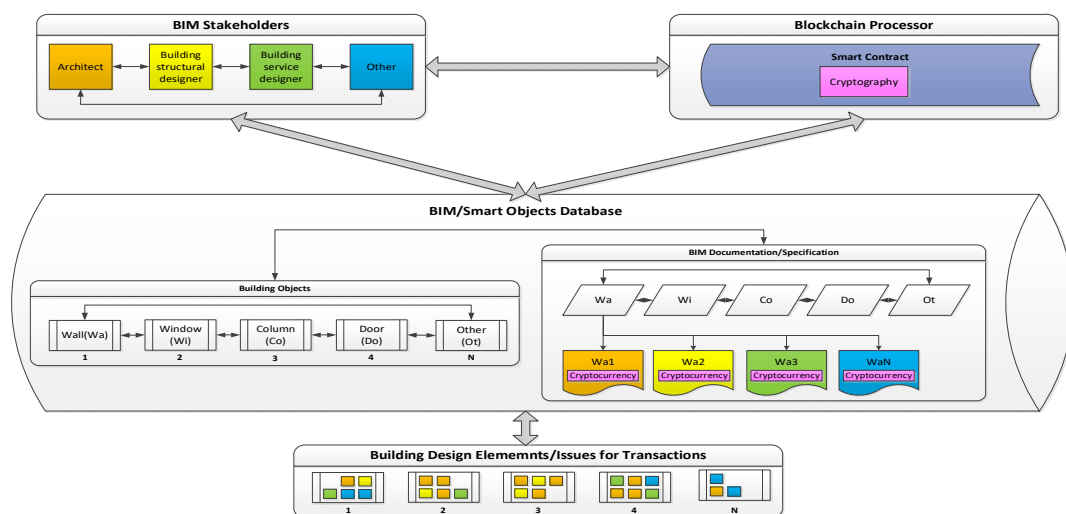 BIM Stakeholders
Architect
Building
structural
designer
Building
service
designer
Other
Blockchain Processor
Smart Contract
Cryptography
BIM/Smart Objects Database
Building Objects
Wall(Wa)
Window
(Wi)
Column
(Co)
Door
(Do)
Other
(Ot)
1
2
3
4
N
BIM Documentation/Specification
Wa
Wi
Co
Do
Ot
Wa1
Cryptocurrency
Wa2
Cryptocurrency
Wa3
Cryptocurrency
WaN
Cryptocurrency
Building Design Elememnts/Issues for Transactions
1
2
3
4
N